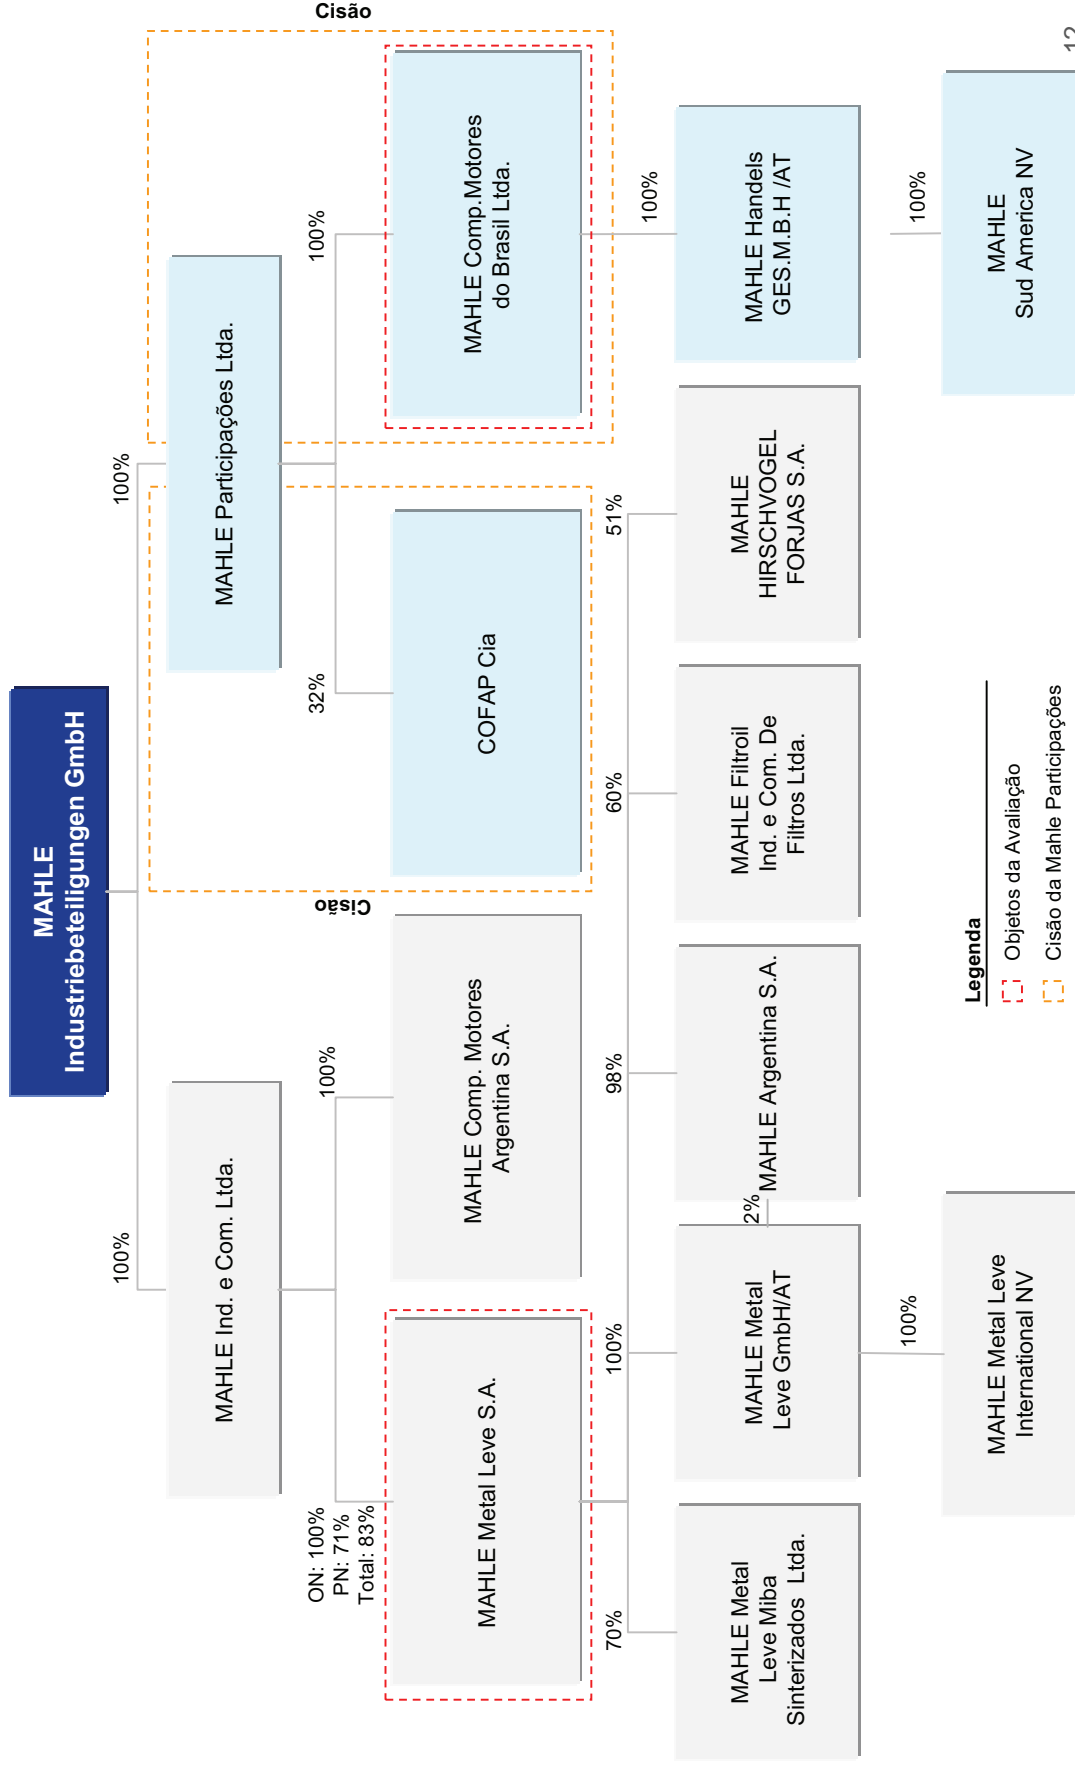 MAHLE
Industriebeteiligungen GmbH
100%
100%
MAHLE Ind. e Com. Ltda.
MAHLE Participações Ltda.
Cisão
Cisão
ON: 100%
PN: 71%
Total: 83%
100%
32%
100%
MAHLE Metal Leve S.A.
MAHLE Comp. Motores
Argentina S.A.
COFAP Cia
MAHLE Comp.Motores
do Brasil Ltda.
70%
100%
98%
60%
51%
100%
MAHLE Metal
Leve Miba
Sinterizados Ltda.
MAHLE Metal
Leve GmbH/AT
2%
MAHLE Argentina S.A.
MAHLE Filtroil
Ind. e Com. De
Filtros Ltda.
MAHLE
HIRSCHVOGEL
FORJAS S.A.
MAHLE Handels
GES.M.B.H /AT
100%
100%
MAHLE Metal Leve
International NV
MAHLE
Sud America NV
Legenda
Objetos da Avaliação
Cisão da Mahle Participações
12